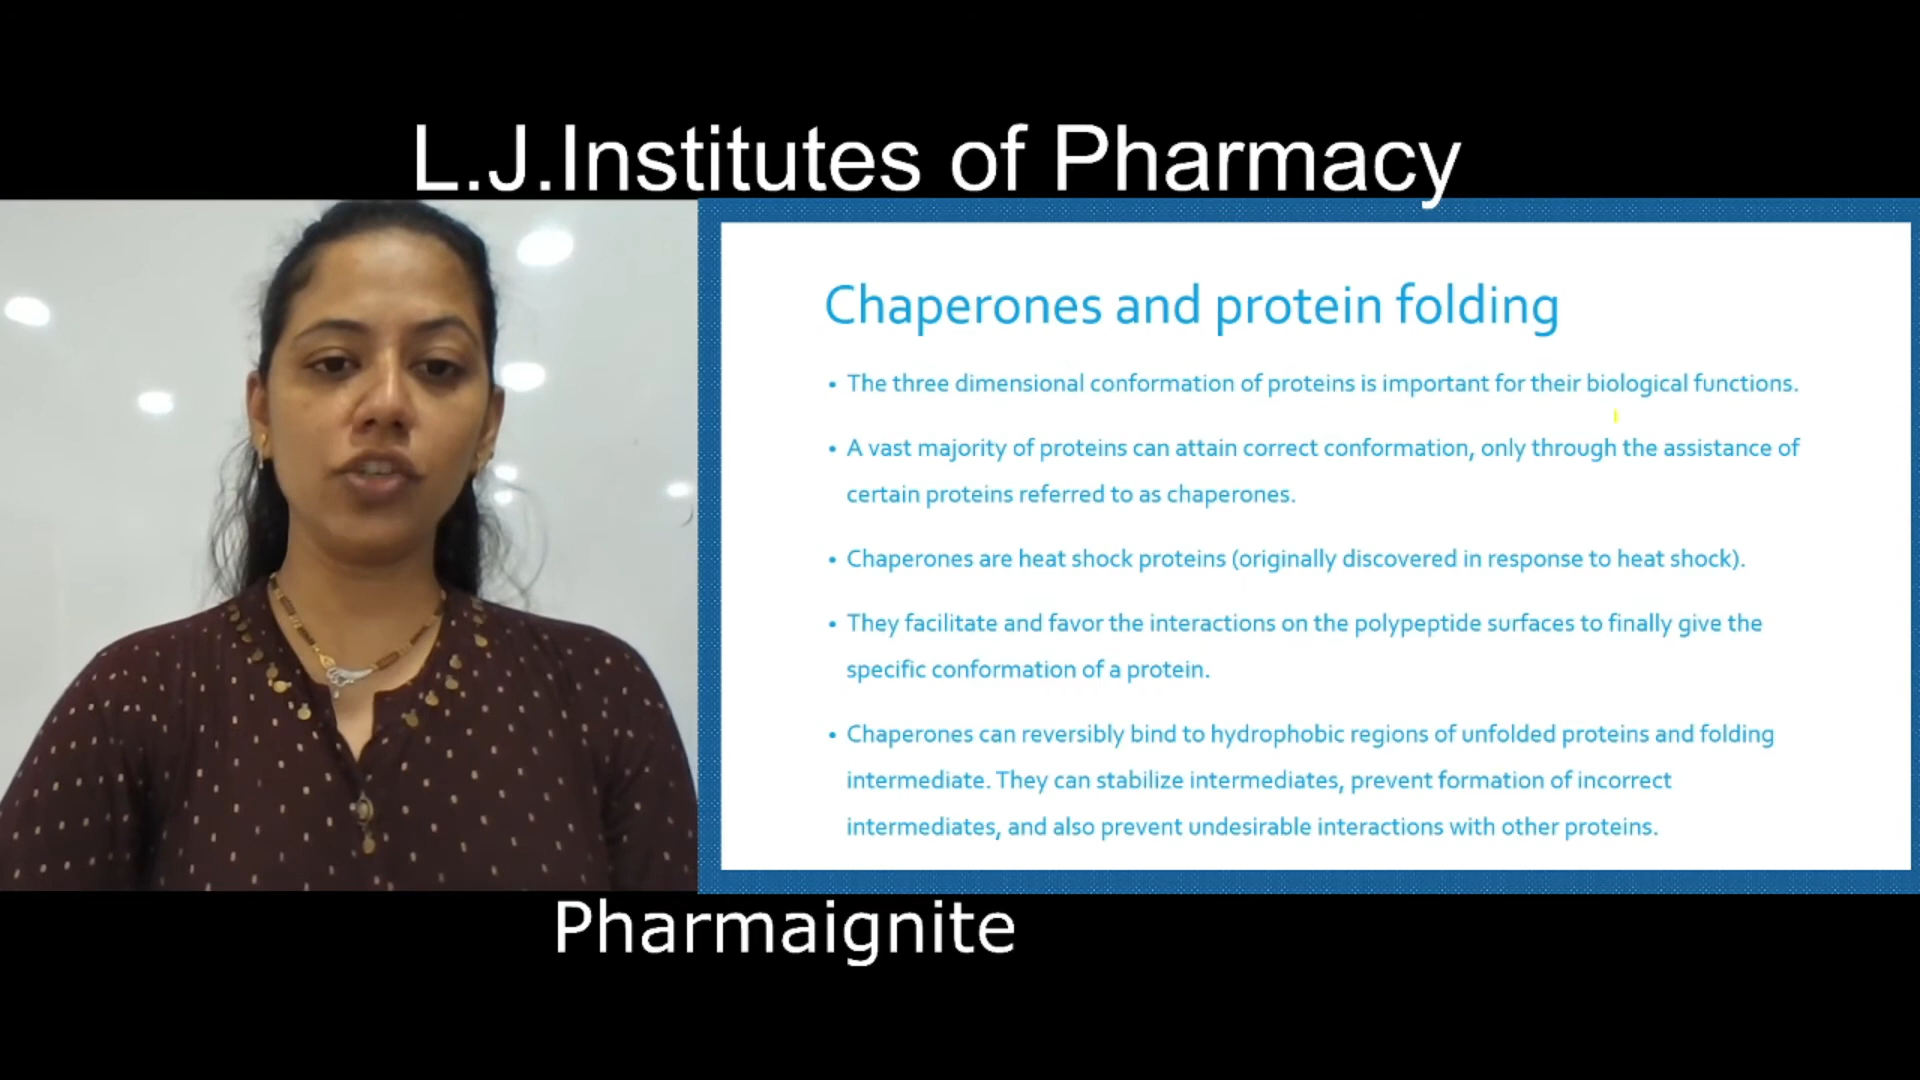 L.J.Institutes of Pharmacy
Chaperones and protein folding
• The three dimensional conformation of proteins is important for their biological functions.
• A vast majority of proteins can attain correct conformation, only through the assistance of
certain proteins referred to as chaperones.
• Chaperones are heat shock proteins (originally discovered in response to heat shock).
• They facilitate and favor the interactions on the polypeptide surfaces to finally give the
specific conformation of a protein.
• Chaperones can reversibly bind to hydrophobic regions of unfolded proteins and folding
intermediate. They can stabilize intermediates, prevent formation of incorrect
intermediates, and also prevent undesirable interactions with other proteins.
Pharmaignite